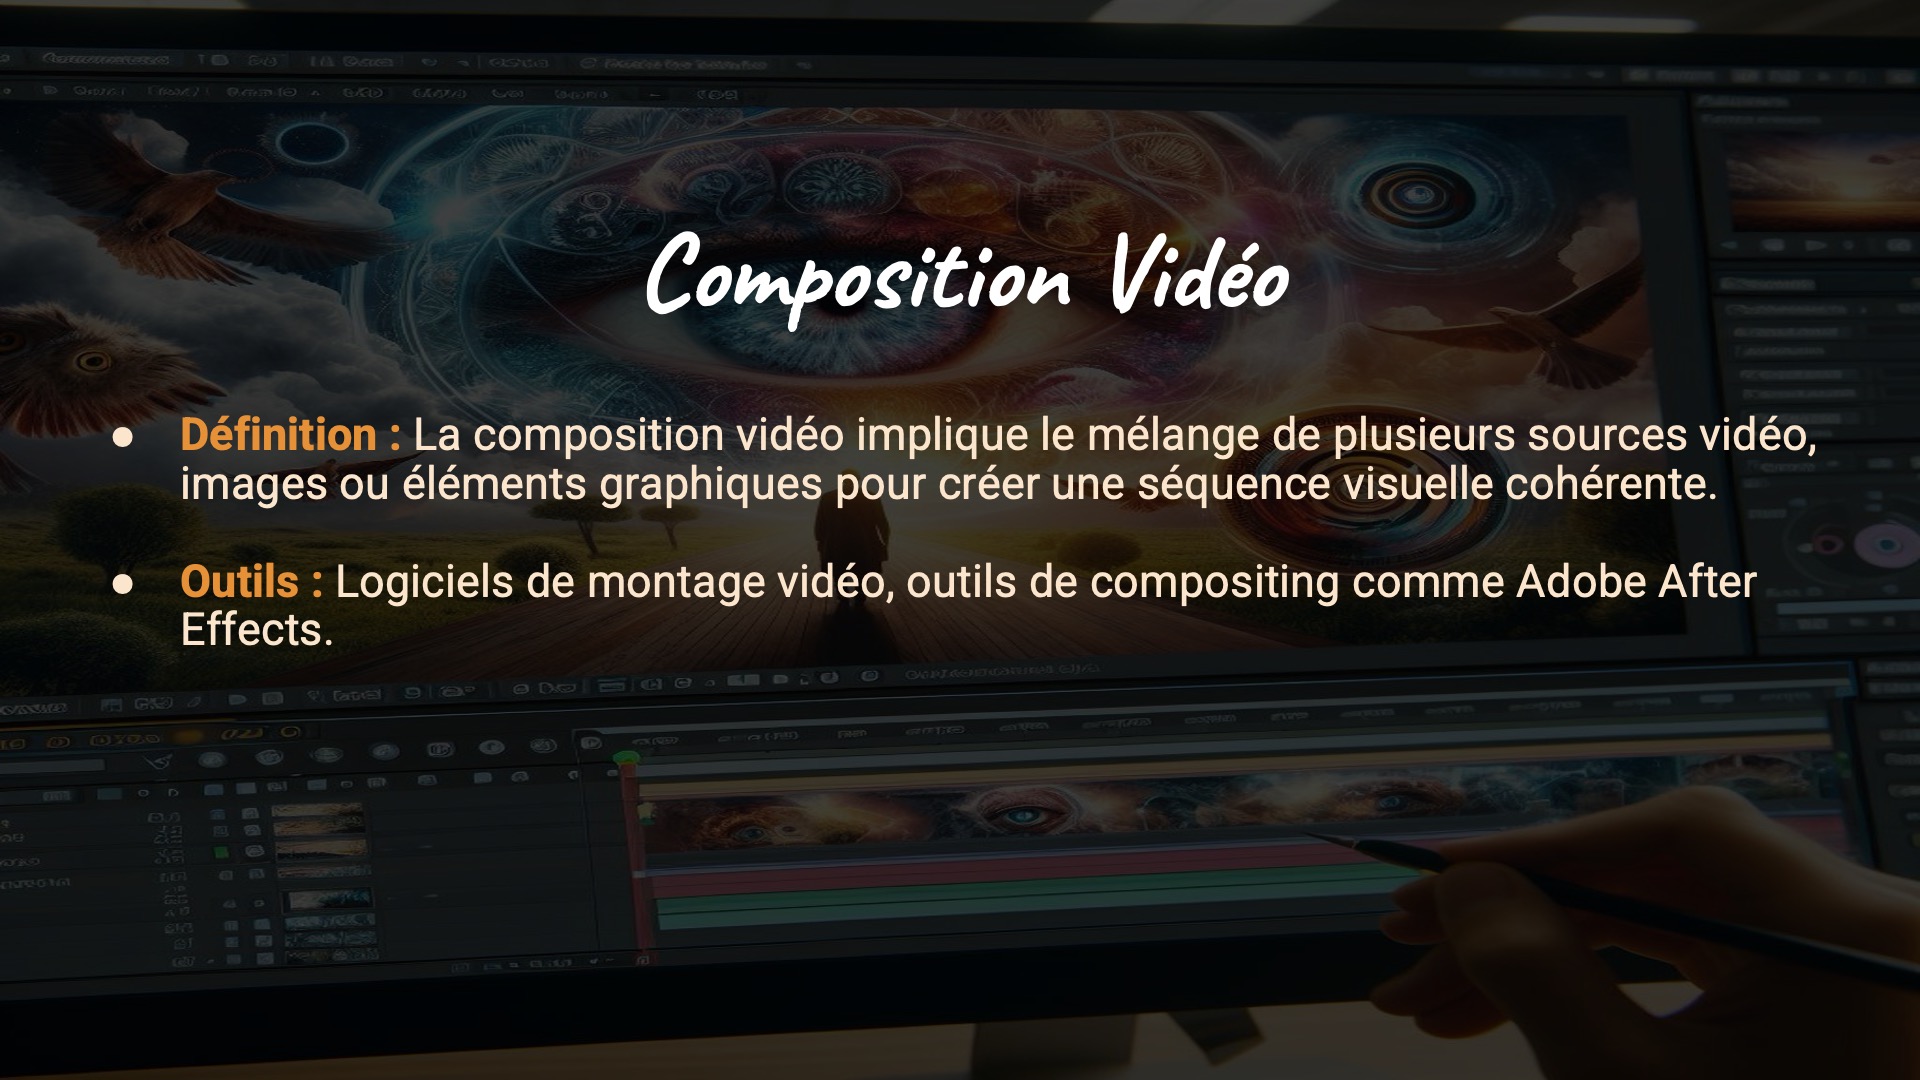 Composition Vidéo
● Définition : La composition vidéo implique le mélange de plusieurs sources vidéo,
images ou éléments graphiques pour créer une séquence visuelle cohérente.
● Outils : Logiciels de montage vidéo, outils de compositing comme Adobe After
Effects.